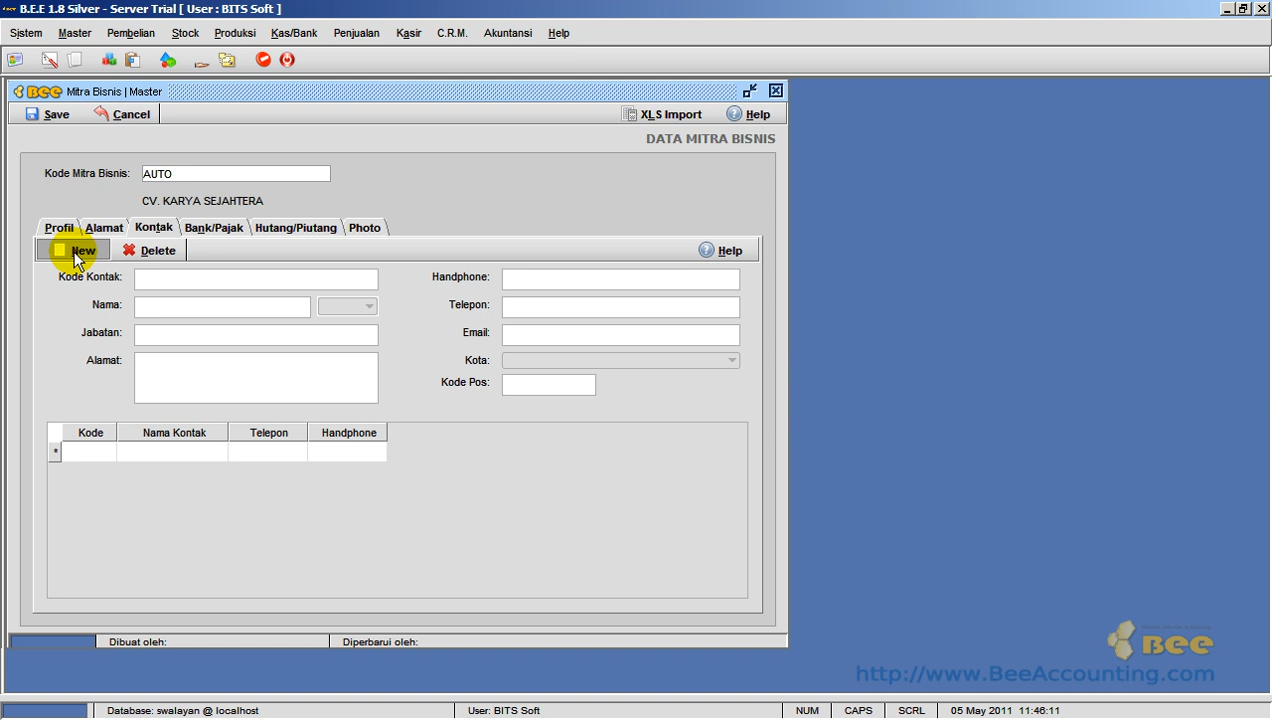 B.E.E 1.8 Silver - Server Trial [ User : BITS Soft ]
Sistem Master Pembelian Stock Produksi Kas/Bank Penjualan Kasir C.R.M. Akuntansi Help
BEE Mitra Bisnis | Master
Save Cancel XLS Import Help
DATA MITRA BISNIS
Kode Mitra Bisnis: AUTO
CV. KARYA SEJAHTERA
Profil Alamat Kontak Bank/Pajak Hutang/Piutang Photo
New Delete Help
Kode Kontak: Handphone:
Nama: Telepon:
Jabatan: Email:
Alamat: Kota:
Kode Pos:
Kode Nama Kontak Telepon Handphone
*
Dibuat oleh: Diperbarui oleh:
BEE
http://www.BeeAccounting.com
Database: swalayan @ localhost User: BITS Soft NUM CAPS SCRL 05 May 2011 11:46:11